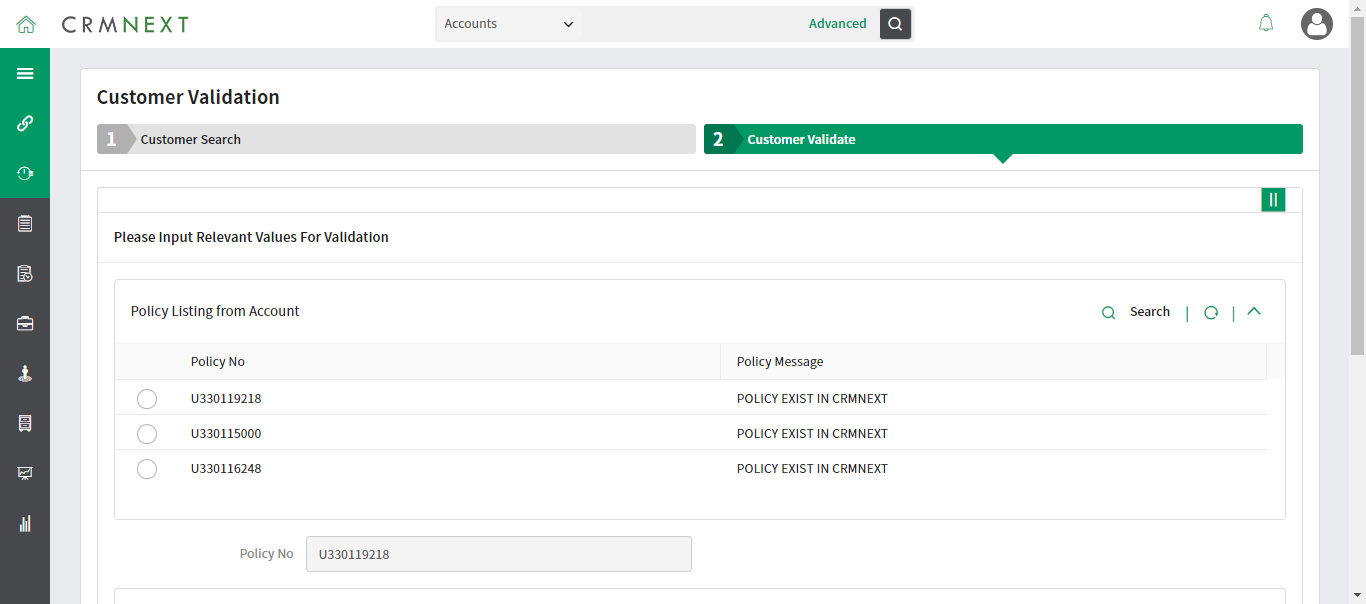 CRMNEXT
Accounts
Advanced
Customer Validation
1 Customer Search
2 Customer Validate
Please Input Relevant Values For Validation
Policy Listing from Account
Search
Policy No Policy Message
U330119218 POLICY EXIST IN CRMNEXT
U330115000 POLICY EXIST IN CRMNEXT
U330116248 POLICY EXIST IN CRMNEXT
Policy No U330119218